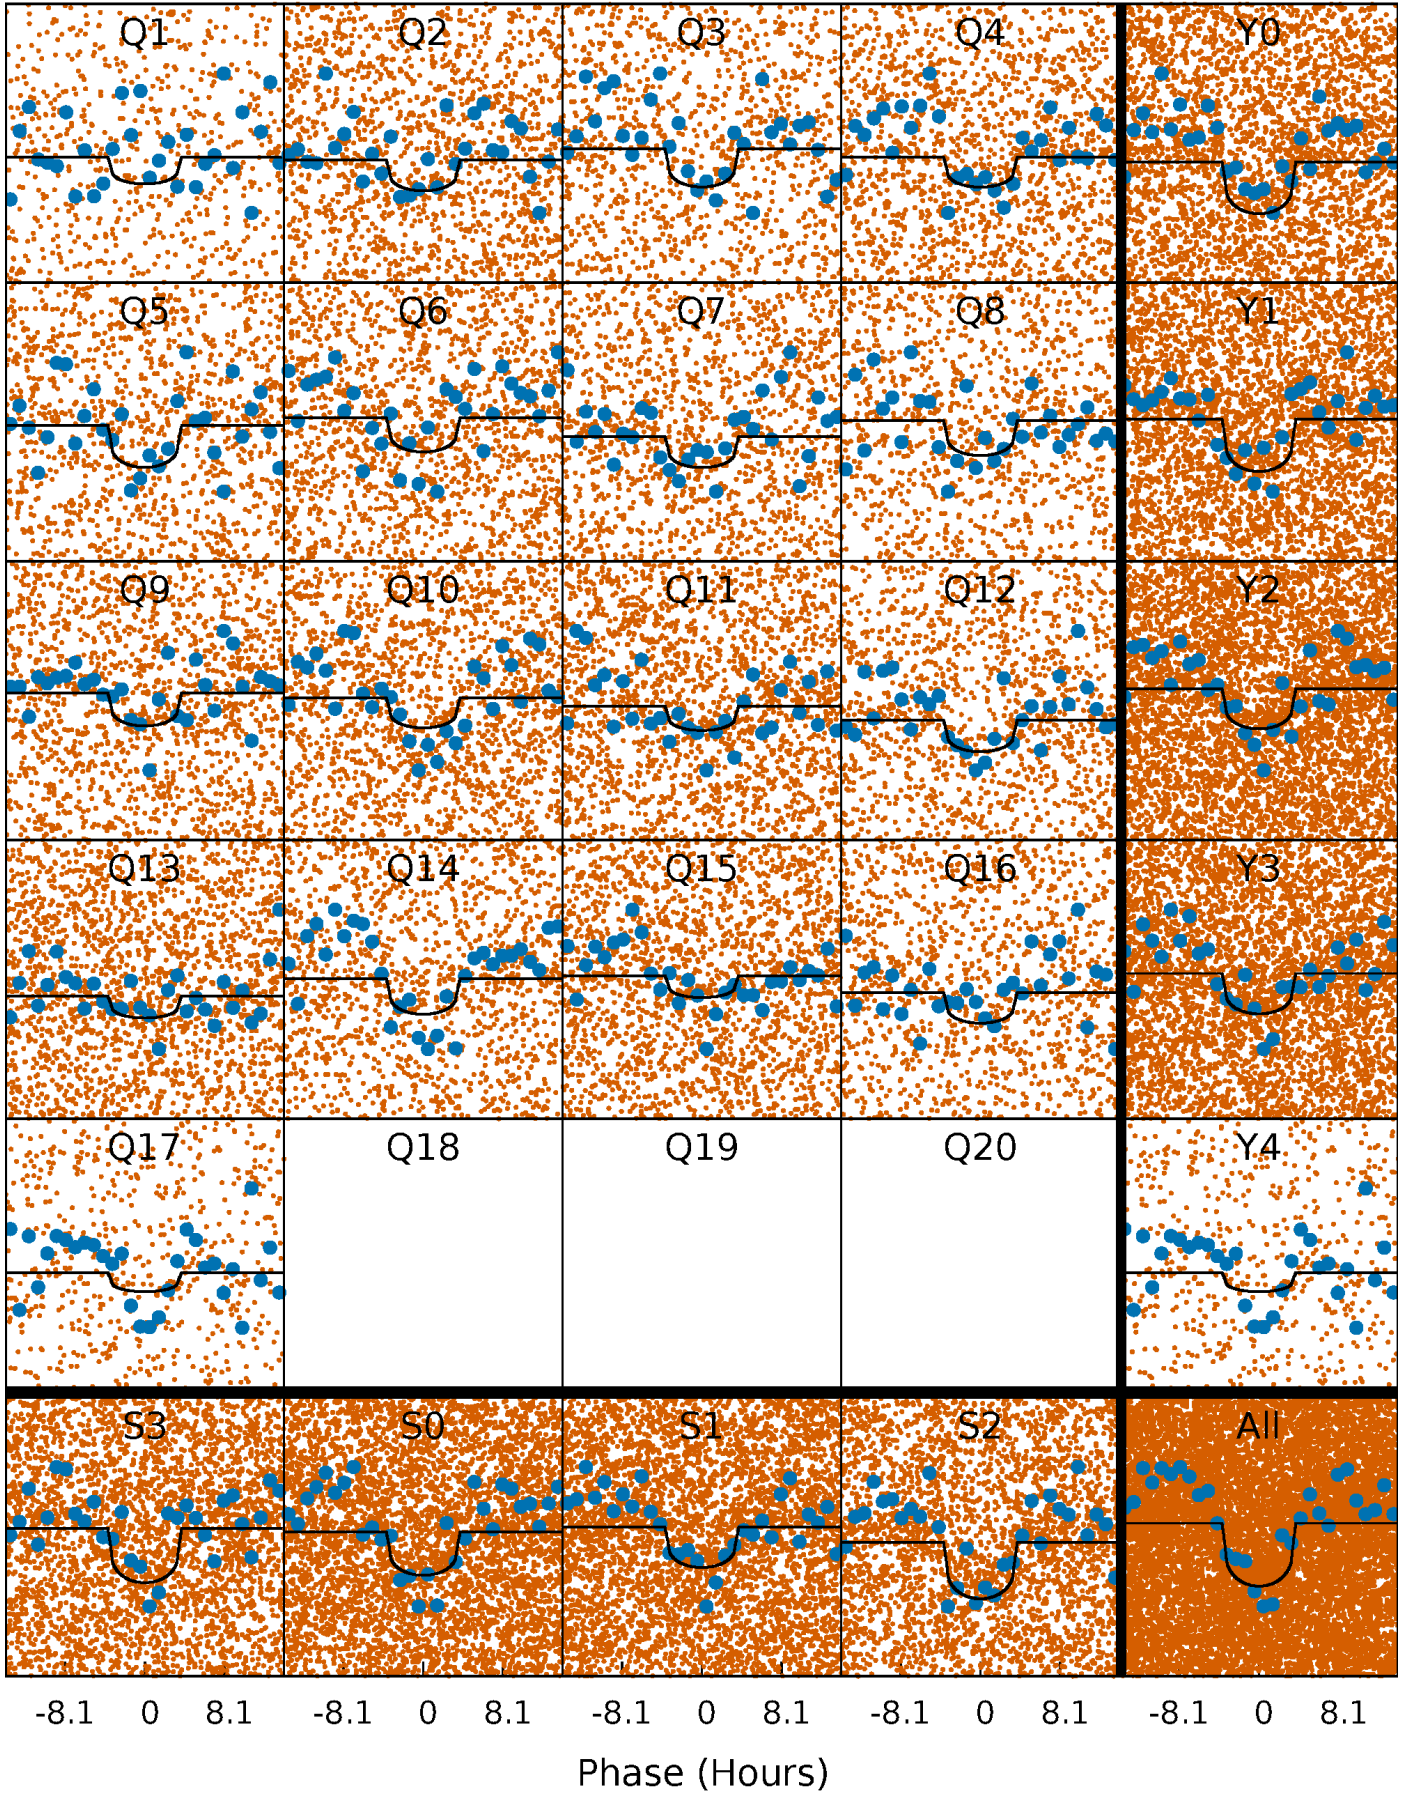 Q1 Q2 Q3 Q4 Y0
Q5 Q6 Q7 Q8 Y1
Q9 Q10 Q11 Q12 Y2
Q13 Q14 Q15 Q16 Y3
Q17 Q18 Q19 Q20 Y4
S3 S0 S1 S2 All
-8.1 0 8.1 -8.1 0 8.1 -8.1 0 8.1 -8.1 0 8.1 -8.1 0 8.1
Phase (Hours)